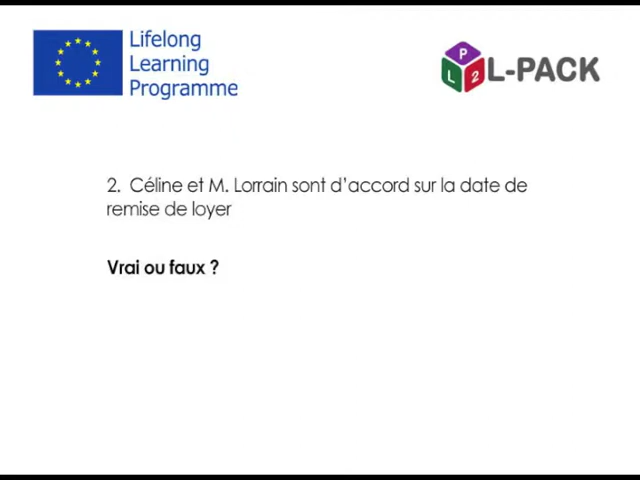 Lifelong
Learning
Programme
P
L
2
L-PACK
2. Céline et M. Lorrain sont d'accord sur la date de
remise de loyer
Vrai ou faux ?